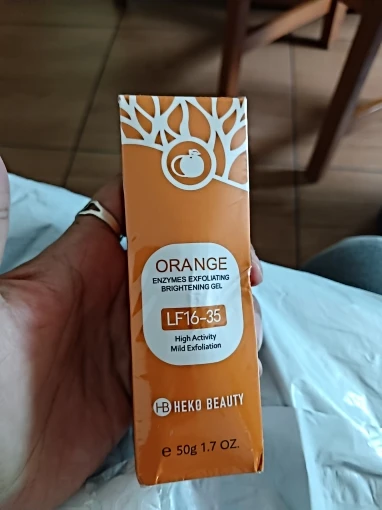 ORANGE
ENZYMES EXFOLIATING
BRIGHTENING GEL
LF16-35
High Activity
Mild Exfoliation
HB HEKO BEAUTY
℮ 50g 1.7 OZ.